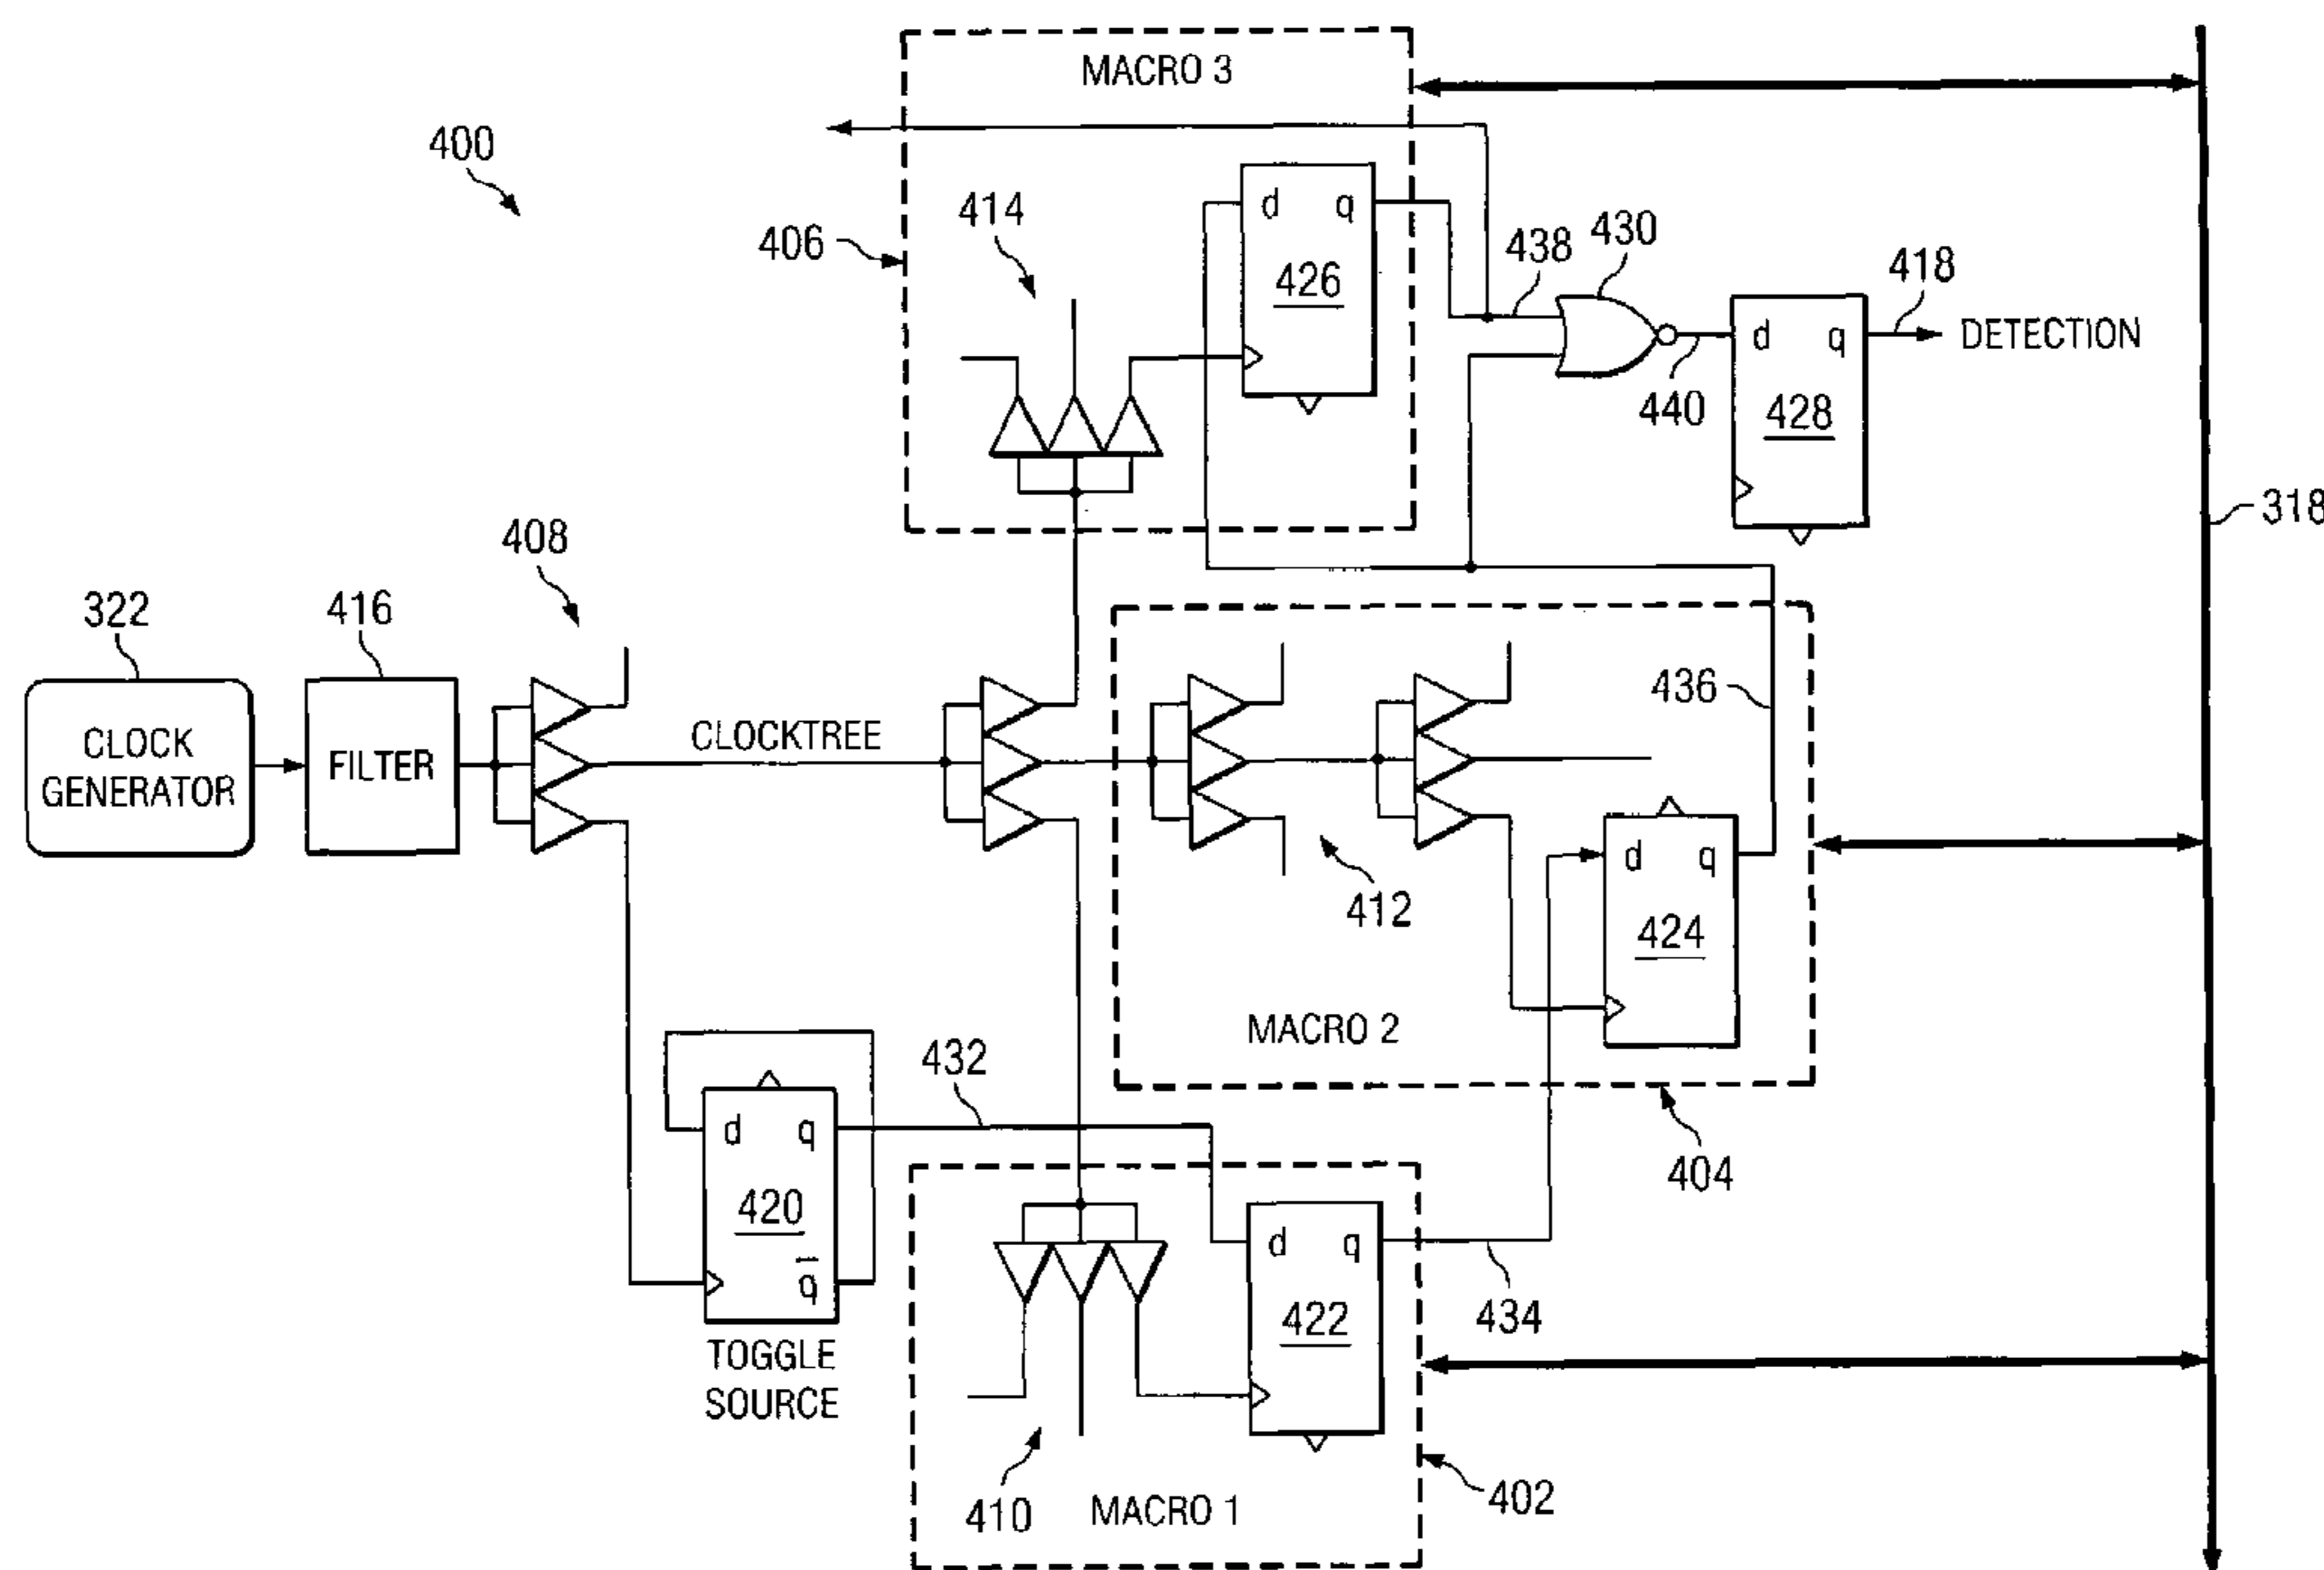 MACRO 3
400
414
d q
406
426
438
430
418
DETECTION
d q
440
428
318
408
322
416
CLOCK
GENERATOR
FILTER
CLOCKTREE
436
412
d q
424
MACRO 2
404
432
d q
420
q
TOGGLE
SOURCE
d q
422
434
410
MACRO 1
402